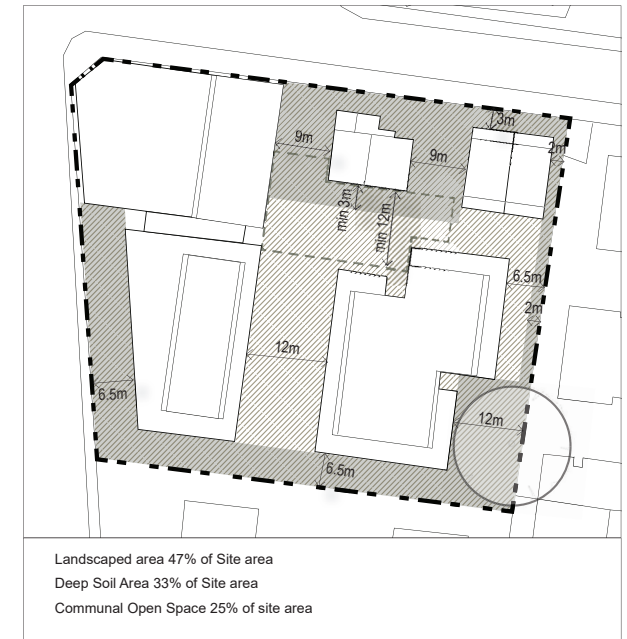 3m
9m
2m
9m
min 3m
min 12m
6.5m
2m
12m
6.5m
12m
6.5m
Landscaped area 47% of Site area
Deep Soil Area 33% of Site area
Communal Open Space 25% of site area